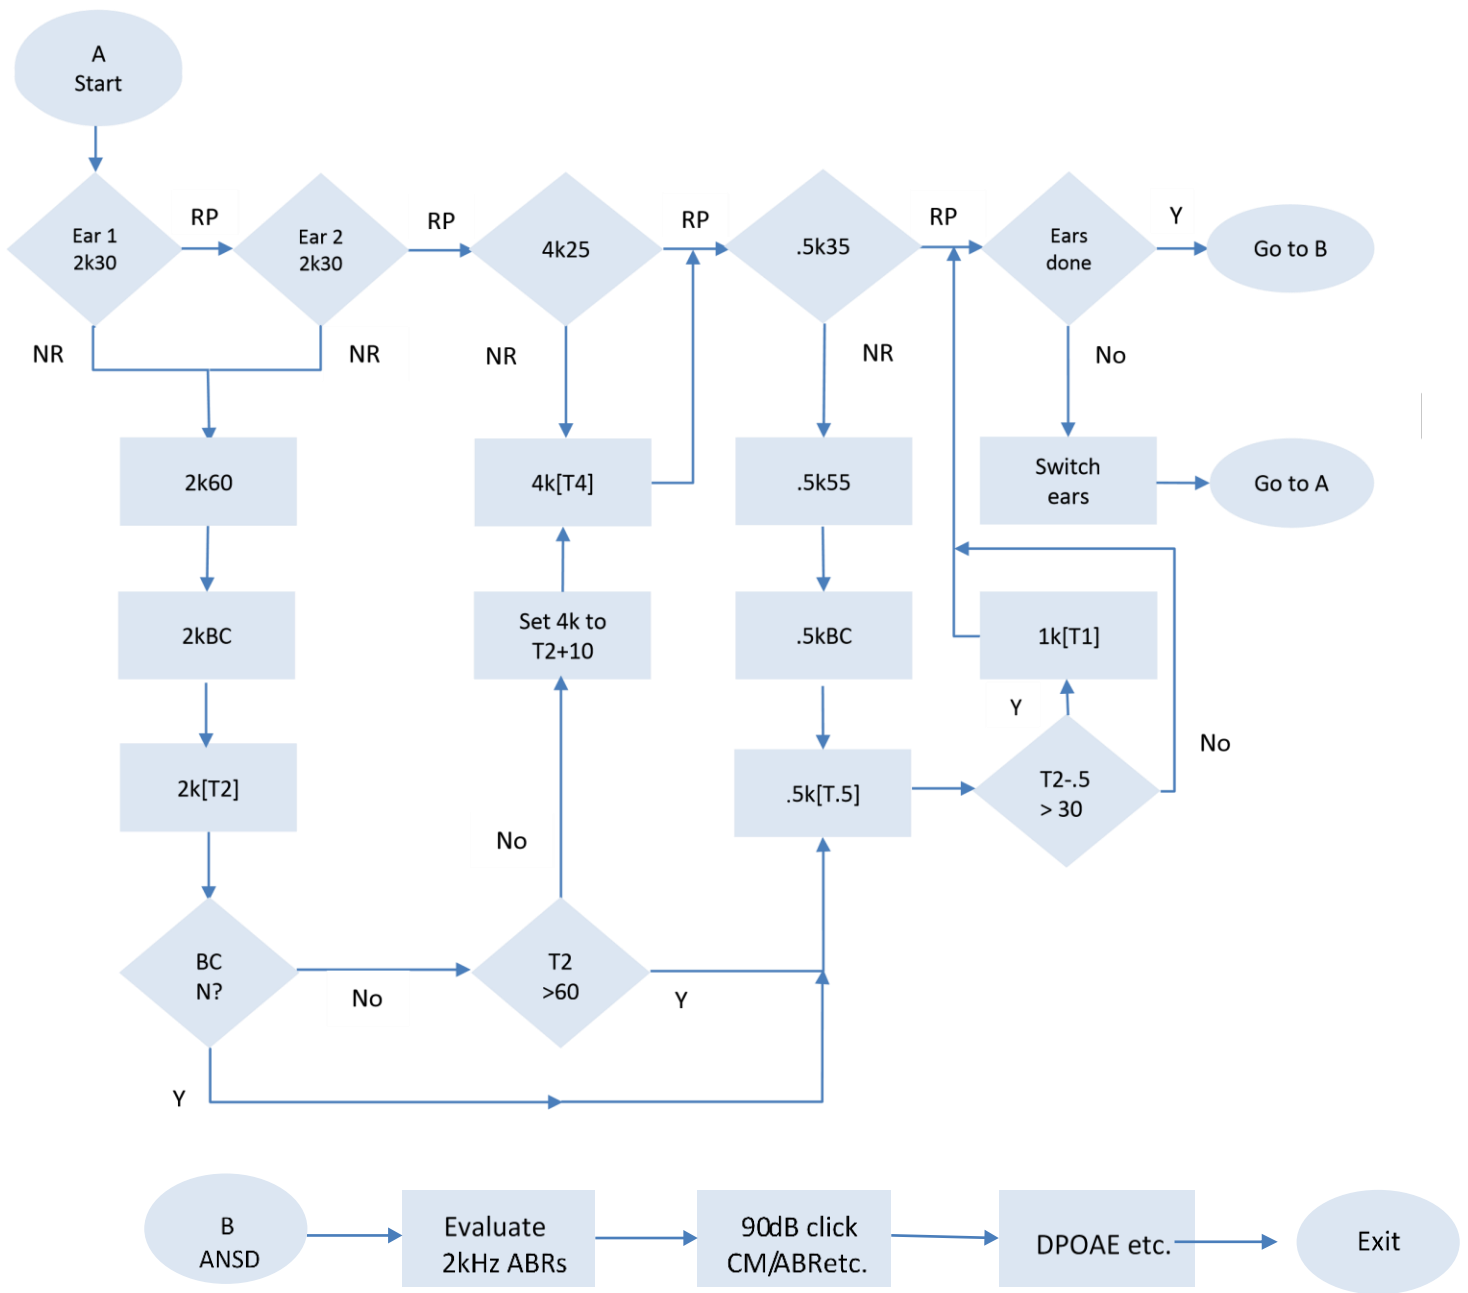 A
Start
Ear 1
2k30
RP
Ear 2
2k30
RP
4k25
RP
.5k35
RP
Ears
done
Y
Go to B
NR
NR
NR
NR
No
2k60
4k[T4]
.5k55
Switch
ears
Go to A
2kBC
Set 4k to
T2+10
.5kBC
1k[T1]
Y
No
2k[T2]
.5k[T.5]
T2-.5
> 30
No
BC
N?
No
T2
>60
Y
Y
B
ANSD
Evaluate
2kHz ABRs
90dB click
CM/ABRetc.
DPOAE etc.
Exit